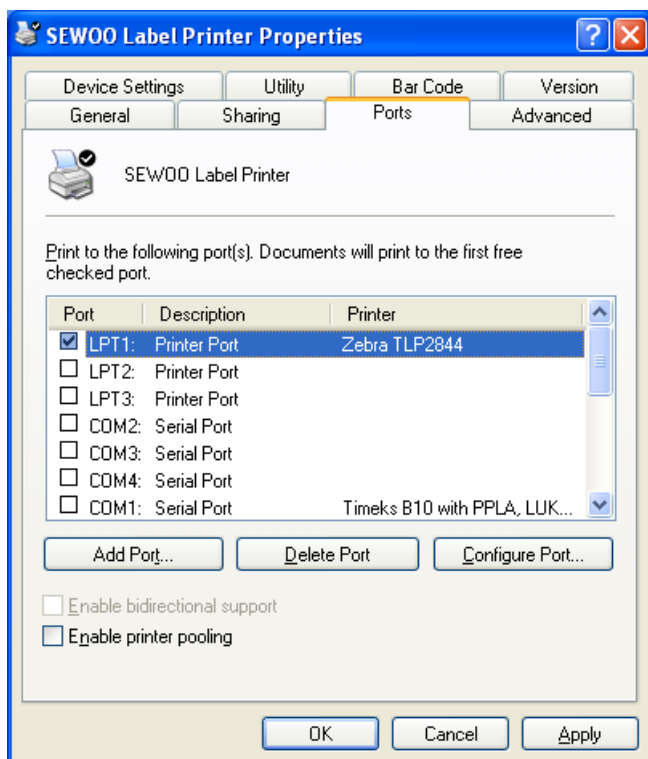 SEWOO Label Printer Properties
Device Settings Utility Bar Code Version
General Sharing Ports Advanced
SEWOO Label Printer
Print to the following port(s). Documents will print to the first free
checked port.
Port Description Printer
LPT1: Printer Port Zebra TLP2844
LPT2: Printer Port
LPT3: Printer Port
COM2: Serial Port
COM3: Serial Port
COM4: Serial Port
COM1: Serial Port Timeks B10 with PPLA, LUK...
Add Port... Delete Port Configure Port...
Enable bidirectional support
Enable printer pooling
OK Cancel Apply